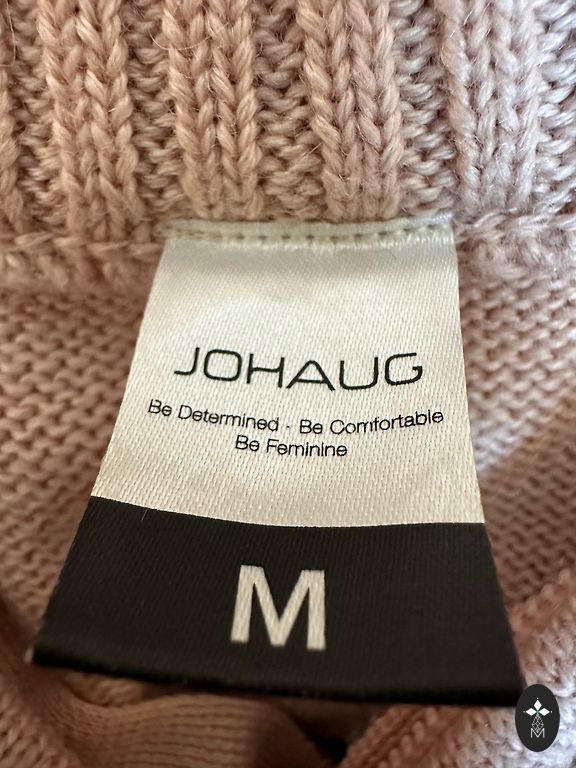 JOHAUG
Be Determined · Be Comfortable
Be Feminine
M